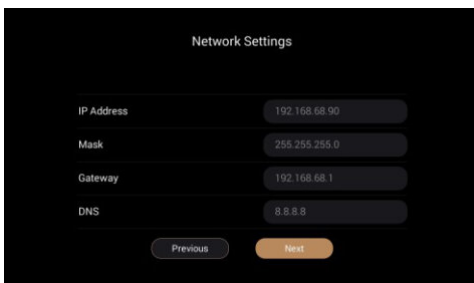 Network Settings
IP Address 192.168.68.90
Mask 255.255.255.0
Gateway 192.168.68.1
DNS 8.8.8.8
Previous Next